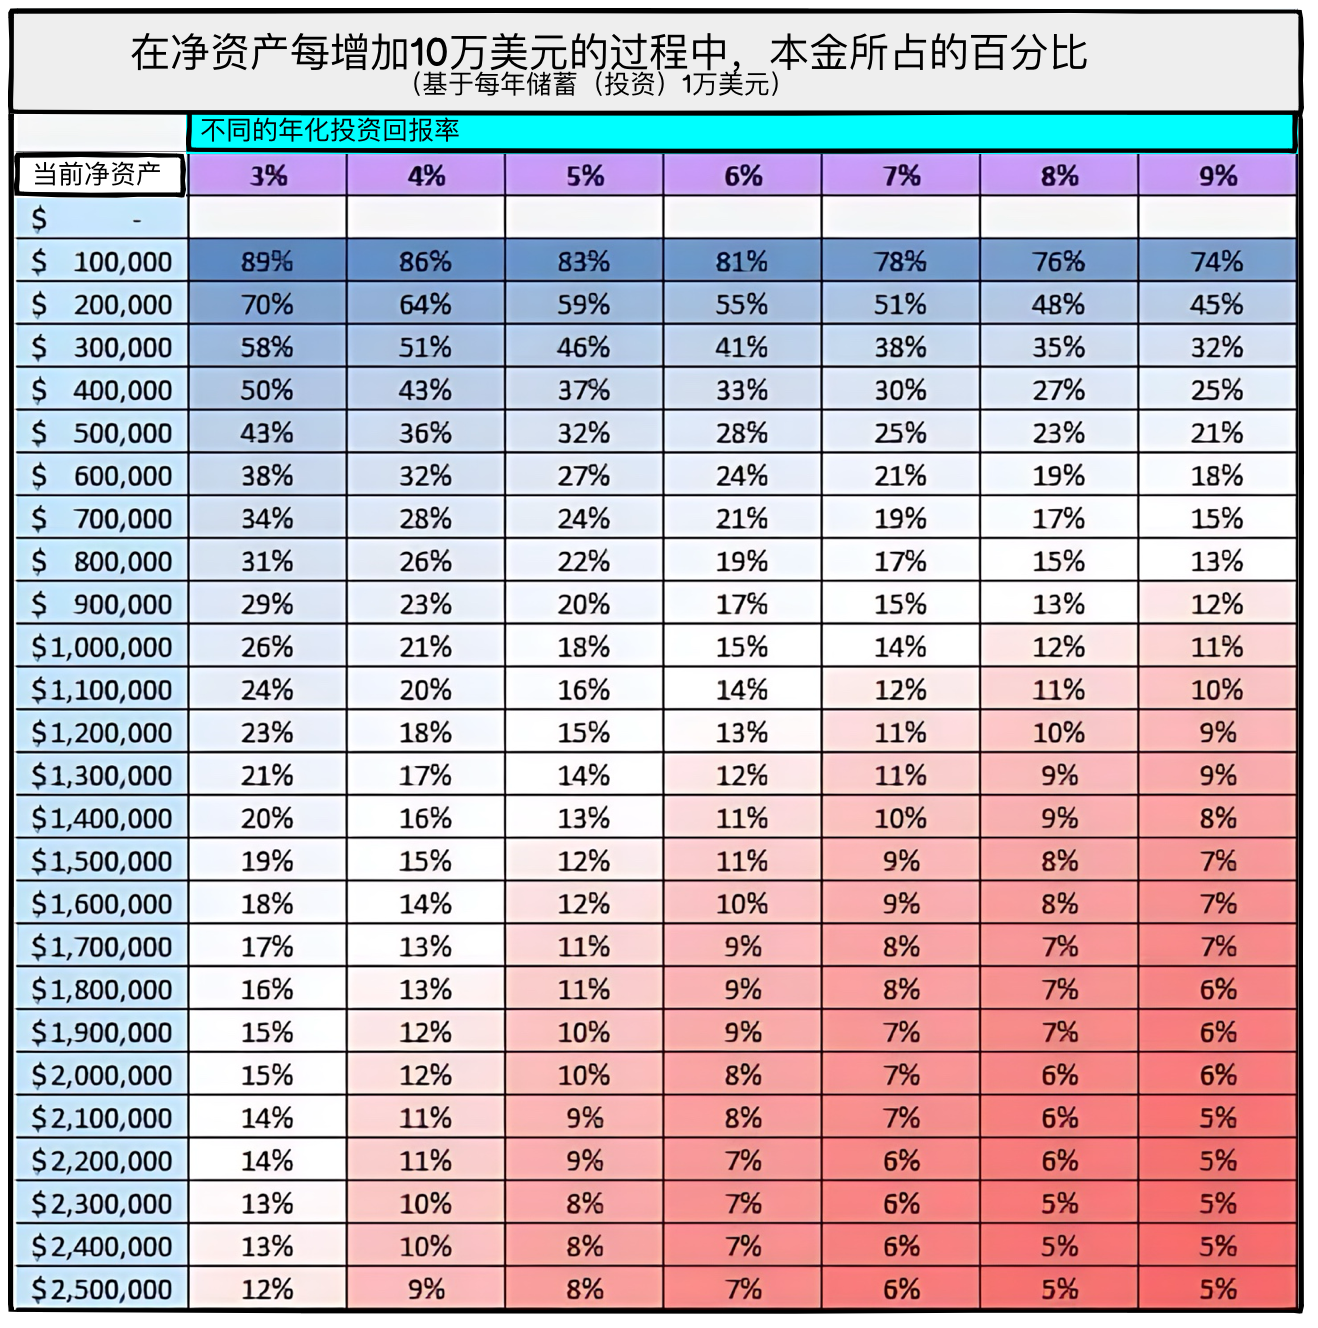 在净资产每增加10万美元的过程中，本金所占的百分比
（基于每年储蓄（投资）1万美元）
不同的年化投资回报率
当前净资产 3% 4% 5% 6% 7% 8% 9%
$ -
$ 100,000 89% 86% 83% 81% 78% 76% 74%
$ 200,000 70% 64% 59% 55% 51% 48% 45%
$ 300,000 58% 51% 46% 41% 38% 35% 32%
$ 400,000 50% 43% 37% 33% 30% 27% 25%
$ 500,000 43% 36% 32% 28% 25% 23% 21%
$ 600,000 38% 32% 27% 24% 21% 19% 18%
$ 700,000 34% 28% 24% 21% 19% 17% 15%
$ 800,000 31% 26% 22% 19% 17% 15% 13%
$ 900,000 29% 23% 20% 17% 15% 13% 12%
$1,000,000 26% 21% 18% 15% 14% 12% 11%
$1,100,000 24% 20% 16% 14% 12% 11% 10%
$1,200,000 23% 18% 15% 13% 11% 10% 9%
$1,300,000 21% 17% 14% 12% 11% 9% 9%
$1,400,000 20% 16% 13% 11% 10% 9% 8%
$1,500,000 19% 15% 12% 11% 9% 8% 7%
$1,600,000 18% 14% 12% 10% 9% 8% 7%
$1,700,000 17% 13% 11% 9% 8% 7% 7%
$1,800,000 16% 13% 11% 9% 8% 7% 6%
$1,900,000 15% 12% 10% 9% 7% 7% 6%
$2,000,000 15% 12% 10% 8% 7% 6% 6%
$2,100,000 14% 11% 9% 8% 7% 6% 5%
$2,200,000 14% 11% 9% 7% 6% 6% 5%
$2,300,000 13% 10% 8% 7% 6% 5% 5%
$2,400,000 13% 10% 8% 7% 6% 5% 5%
$2,500,000 12% 9% 8% 7% 6% 5% 5%